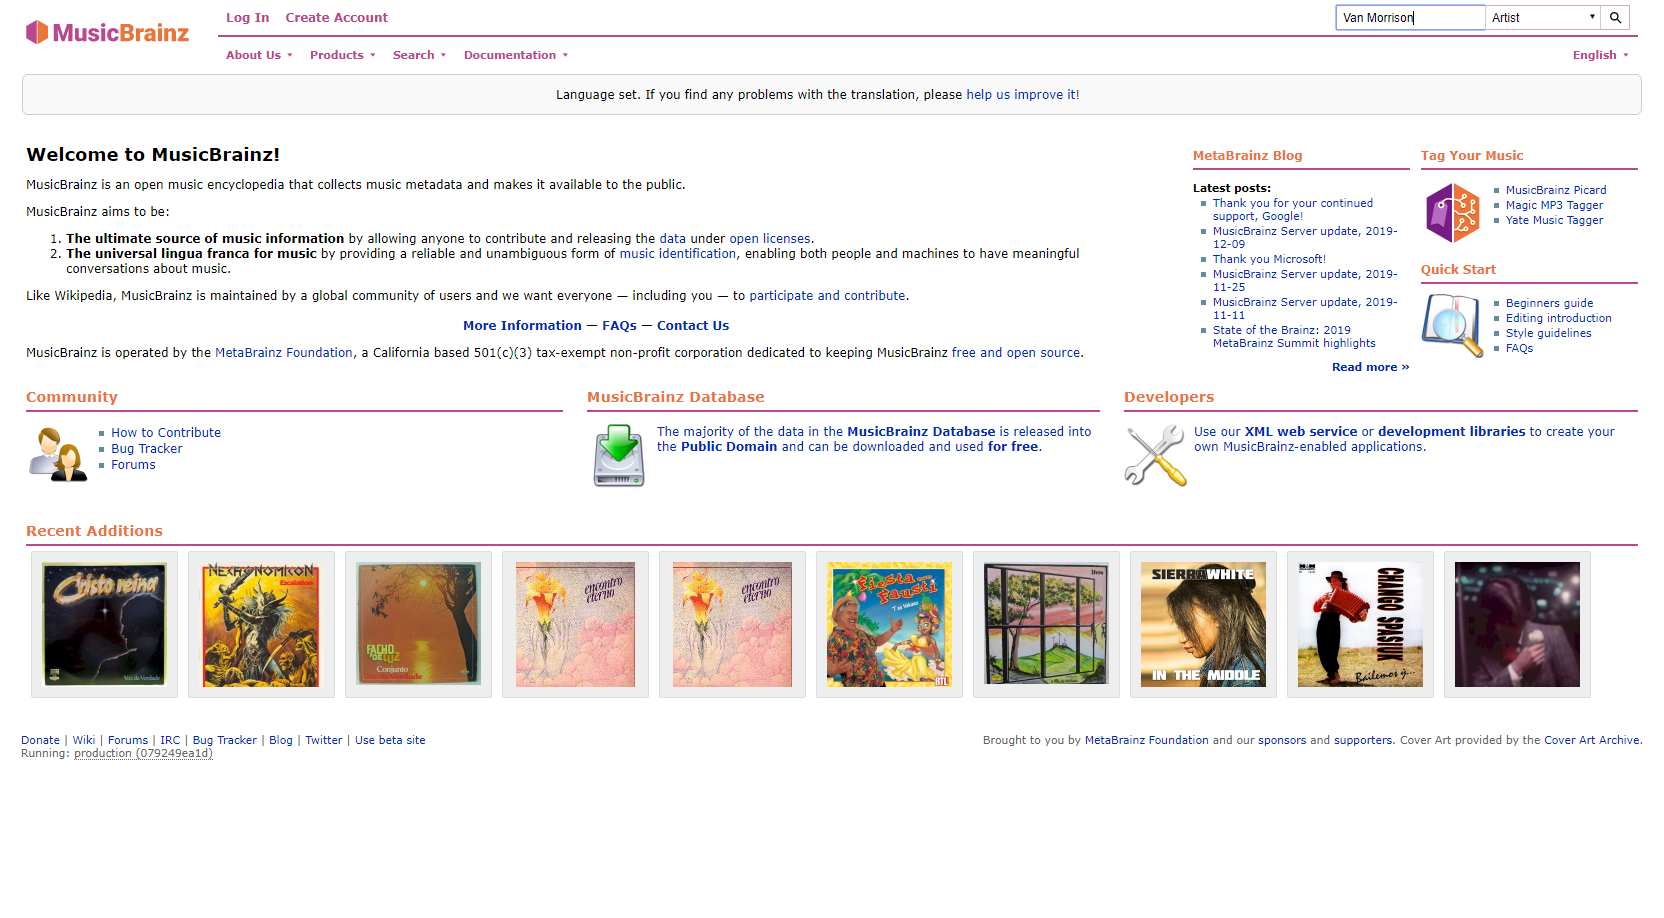 MusicBrainz
Log In Create Account
Van Morrison Artist
About Us Products Search Documentation
English
Language set. If you find any problems with the translation, please help us improve it!
Welcome to MusicBrainz!
MusicBrainz is an open music encyclopedia that collects music metadata and makes it available to the public.
MusicBrainz aims to be:
1. The ultimate source of music information by allowing anyone to contribute and releasing the data under open licenses.
2. The universal lingua franca for music by providing a reliable and unambiguous form of music identification, enabling both people and machines to have meaningful
conversations about music.
Like Wikipedia, MusicBrainz is maintained by a global community of users and we want everyone — including you — to participate and contribute.
More Information — FAQs — Contact Us
MusicBrainz is operated by the MetaBrainz Foundation, a California based 501(c)(3) tax-exempt non-profit corporation dedicated to keeping MusicBrainz free and open source.
MetaBrainz Blog
Latest posts:
Thank you for your continued
support, Google!
MusicBrainz Server update, 2019-
12-09
Thank you Microsoft!
MusicBrainz Server update, 2019-
11-25
MusicBrainz Server update, 2019-
11-11
State of the Brainz: 2019
MetaBrainz Summit highlights
Read more »
Tag Your Music
MusicBrainz Picard
Magic MP3 Tagger
Yate Music Tagger
Quick Start
Beginners guide
Editing introduction
Style guidelines
FAQs
Community
How to Contribute
Bug Tracker
Forums
MusicBrainz Database
The majority of the data in the MusicBrainz Database is released into
the Public Domain and can be downloaded and used for free.
Developers
Use our XML web service or development libraries to create your
own MusicBrainz-enabled applications.
Recent Additions
Cristo reina
Voz da Verdade
NECRONOMICON
Escalation
FACHO
DE LUZ
Conjunto
Voz da Verdade
encontro
eterno
encontro
eterno
Fiesta
Fausti
RTL
SIERRA WHITE
IN THE MIDDLE
CHANGO SPASIUK
Bailemos y...
Donate | Wiki | Forums | IRC | Bug Tracker | Blog | Twitter | Use beta site
Running: production (079249ea1d)
Brought to you by MetaBrainz Foundation and our sponsors and supporters. Cover Art provided by the Cover Art Archive.